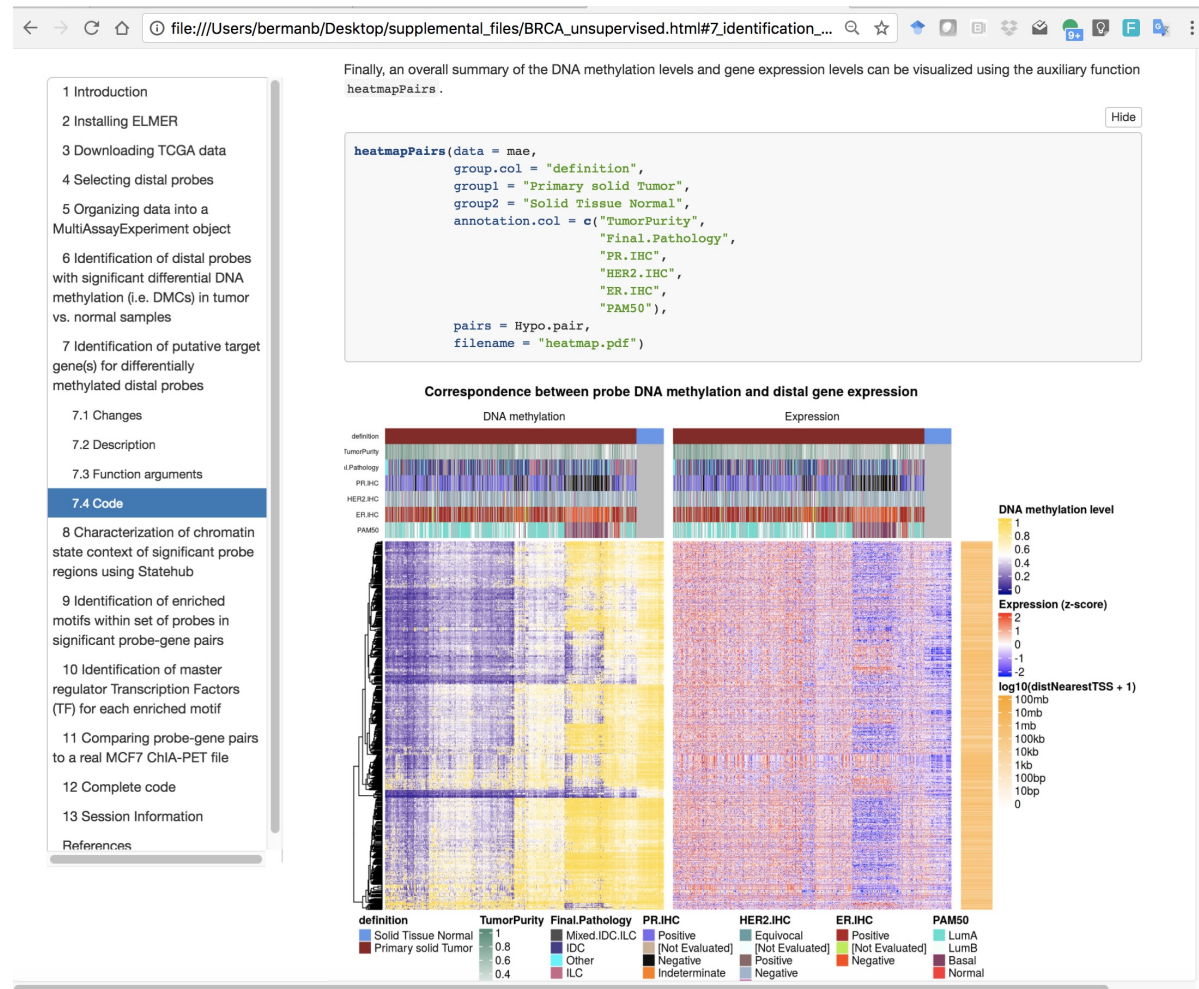 file:///Users/bermanb/Desktop/supplemental_files/BRCA_unsupervised.html#7_identification_...
9+
1 Introduction
2 Installing ELMER
3 Downloading TCGA data
4 Selecting distal probes
5 Organizing data into a
MultiAssayExperiment object
6 Identification of distal probes
with significant differential DNA
methylation (i.e. DMCs) in tumor
vs. normal samples
7 Identification of putative target
gene(s) for differentially
methylated distal probes
7.1 Changes
7.2 Description
7.3 Function arguments
7.4 Code
8 Characterization of chromatin
state context of significant probe
regions using Statehub
9 Identification of enriched
motifs within set of probes in
significant probe-gene pairs
10 Identification of master
regulator Transcription Factors
(TF) for each enriched motif
11 Comparing probe-gene pairs
to a real MCF7 ChIA-PET file
12 Complete code
13 Session Information
References
Finally, an overall summary of the DNA methylation levels and gene expression levels can be visualized using the auxiliary function
heatmapPairs .
Hide
heatmapPairs(data = mae,
group.col = "definition",
group1 = "Primary solid Tumor",
group2 = "Solid Tissue Normal",
annotation.col = c("TumorPurity",
"Final.Pathology",
"PR.IHC",
"HER2.IHC",
"ER.IHC",
"PAM50"),
pairs = Hypo.pair,
filename = "heatmap.pdf")
Correspondence between probe DNA methylation and distal gene expression
DNA methylation
Expression
definition
TumorPurity
al.Pathology
PR.IHC
HER2.IHC
ER.IHC
PAM50
DNA methylation level
1
0.8
0.6
0.4
0.2
0
Expression (z-score)
2
1
0
-1
-2
log10(distNearestTSS + 1)
100mb
10mb
1mb
100kb
10kb
1kb
100bp
10bp
0
definition
Solid Tissue Normal
Primary solid Tumor
TumorPurity
1
0.8
0.6
0.4
Final.Pathology
Mixed.IDC.ILC
IDC
Other
ILC
PR.IHC
Positive
[Not Evaluated]
Negative
Indeterminate
HER2.IHC
Equivocal
[Not Evaluated]
Positive
Negative
ER.IHC
Positive
[Not Evaluated]
Negative
PAM50
LumA
LumB
Basal
Normal